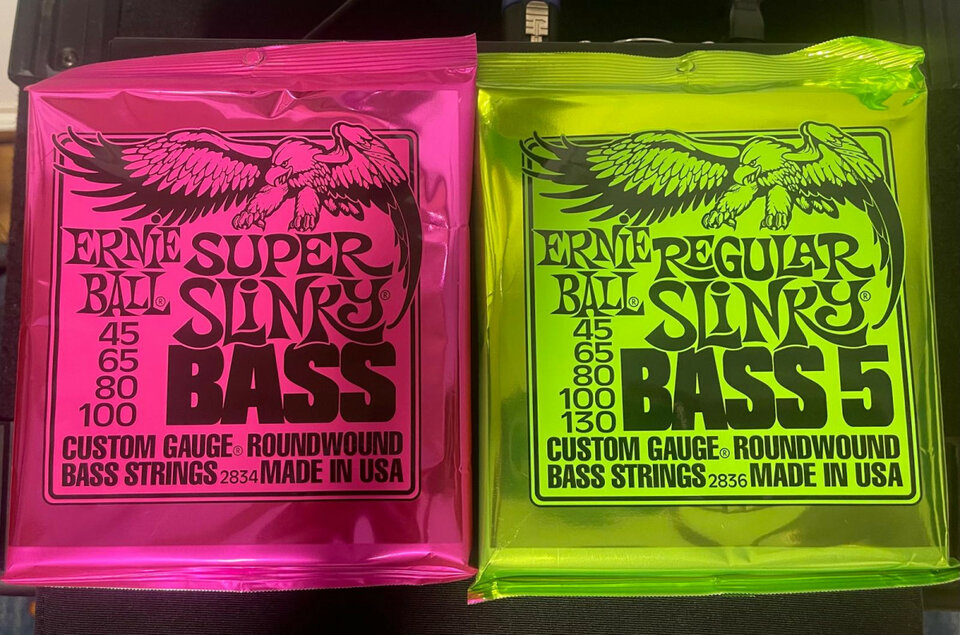 ERNiE BALL®
SUPER SLiNKY®
45
65
80
100
BASS
CUSTOM GAUGE® ROUNDWOUND
BASS STRINGS 2834 MADE IN USA
ERNiE BALL®
REGULAR SLiNKY®
45
65
80
100
130
BASS 5
CUSTOM GAUGE® ROUNDWOUND
BASS STRINGS 2836 MADE IN USA